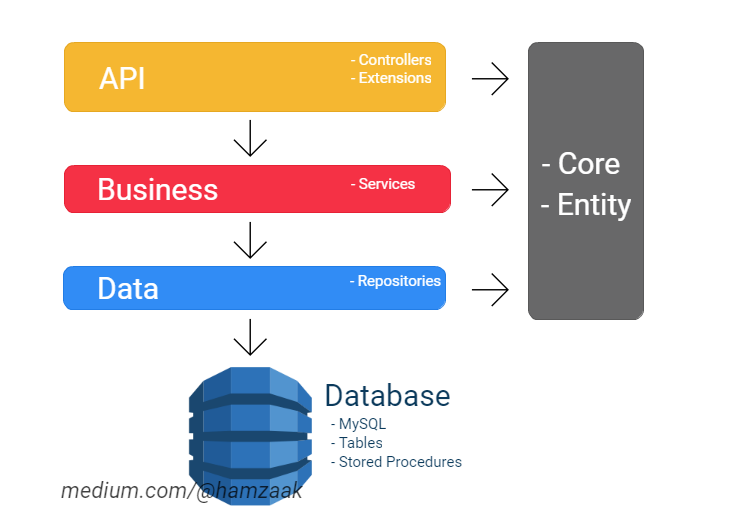 API
- Controllers
- Extensions
Business
- Services
Data
- Repositories
- Core
- Entity
Database
- MySQL
- Tables
- Stored Procedures
medium.com/@hamzaak